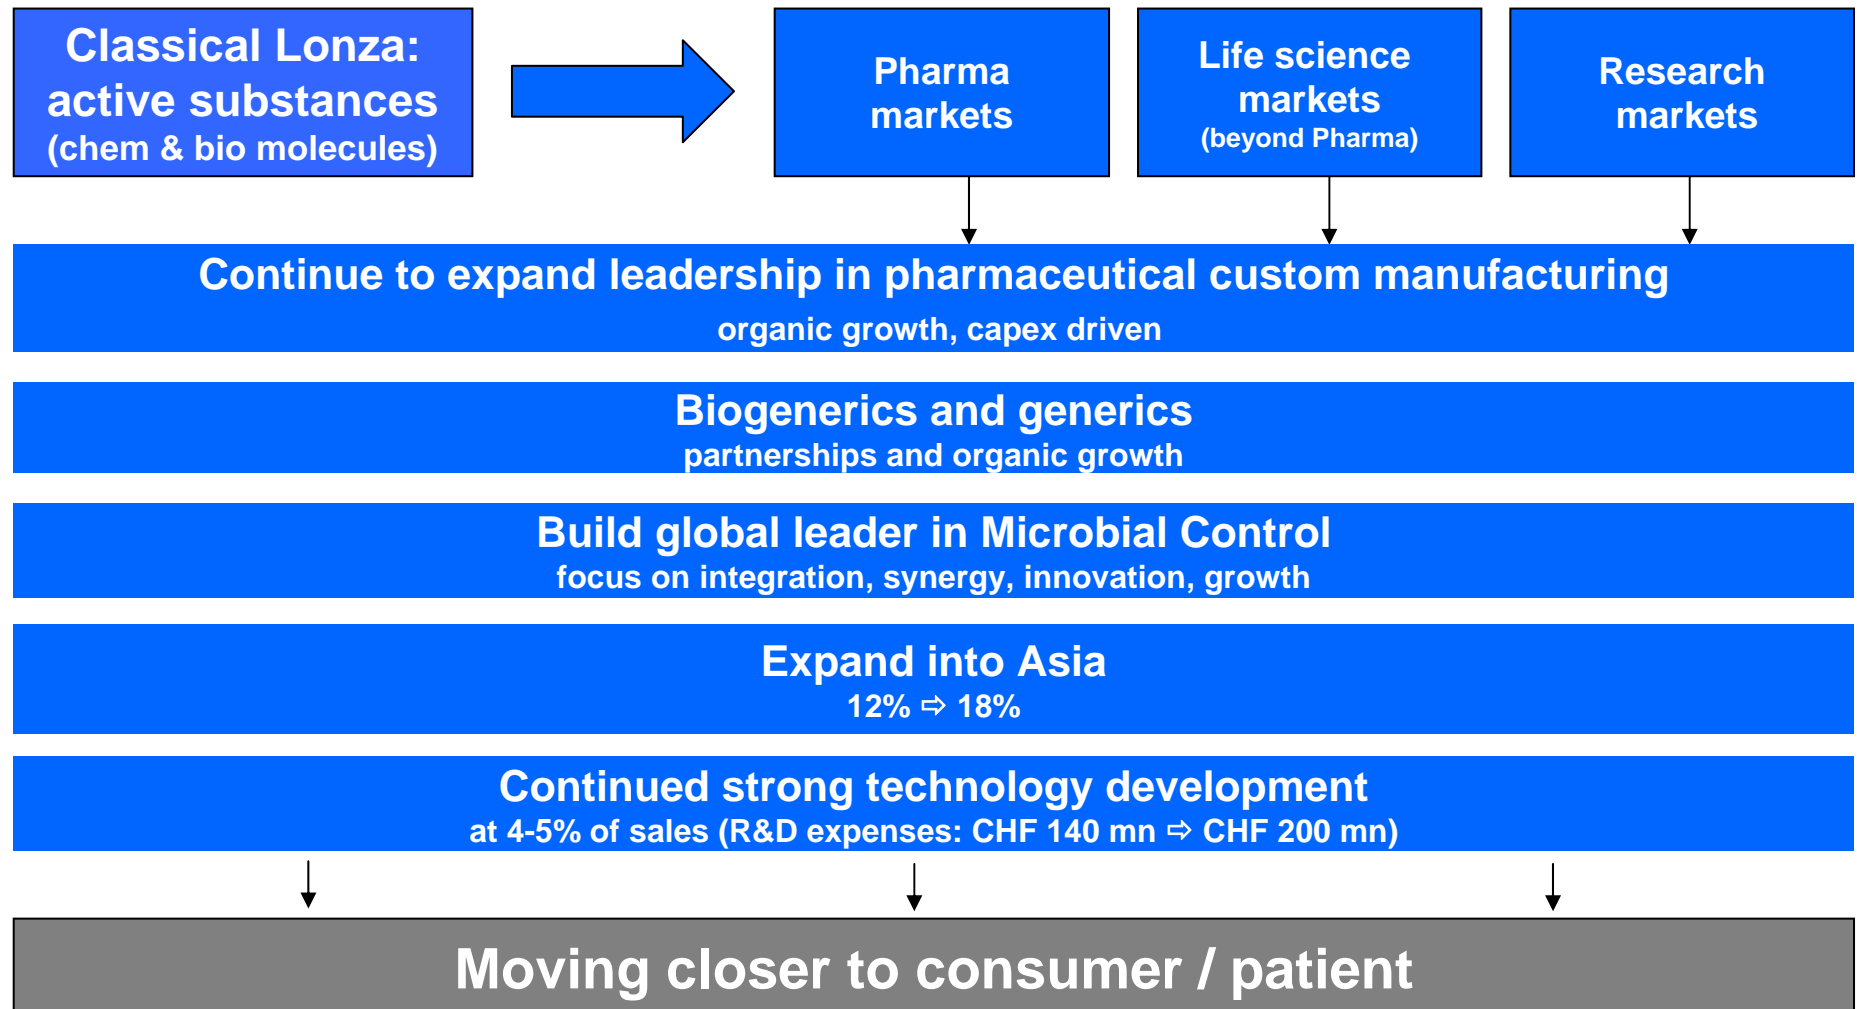 Classical Lonza:
active substances
(chem & bio molecules)
Pharma
markets
Life science
markets
(beyond Pharma)
Research
markets
Continue to expand leadership in pharmaceutical custom manufacturing
organic growth, capex driven
Biogenerics and generics
partnerships and organic growth
Build global leader in Microbial Control
focus on integration, synergy, innovation, growth
Expand into Asia
12% ⇨ 18%
Continued strong technology development
at 4-5% of sales (R&D expenses: CHF 140 mn ⇨ CHF 200 mn)
Moving closer to consumer / patient